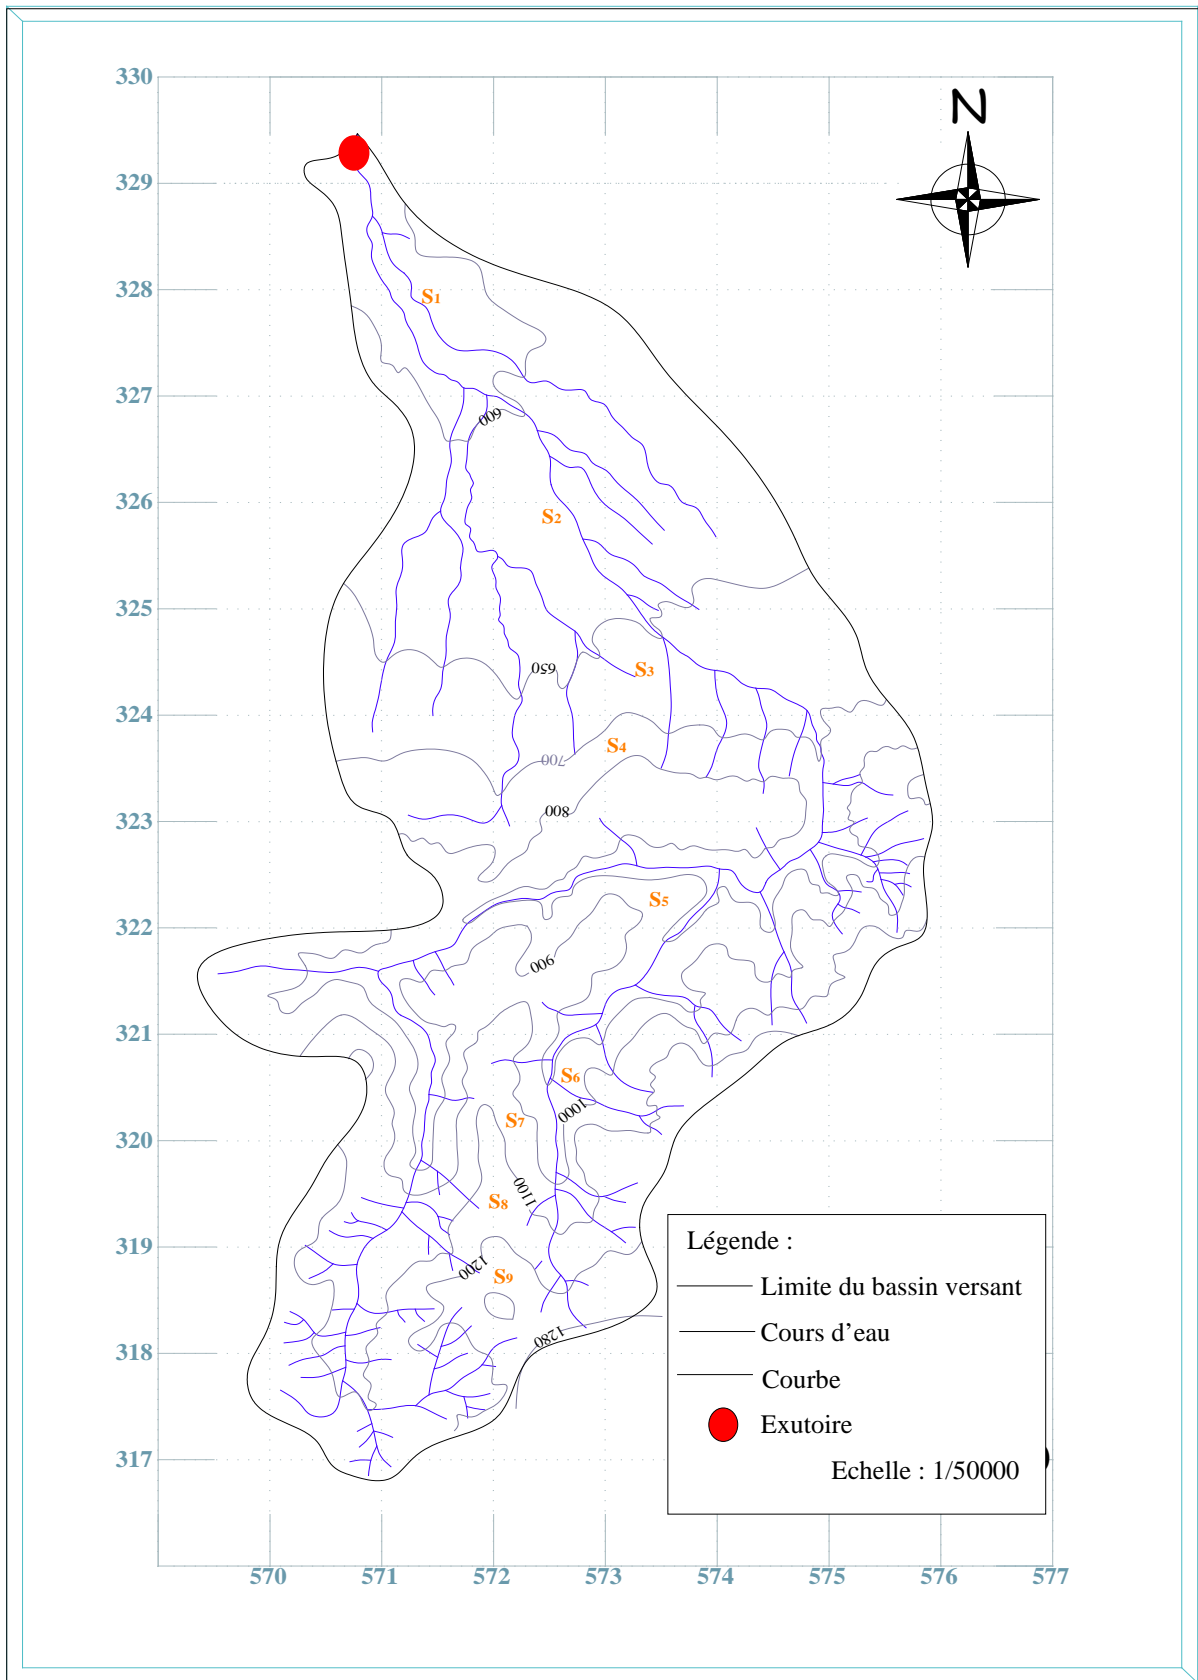 330
N
329
328
S1
327
600
326
S2
325
650
S3
324
S4
700
800
323
S5
322
900
321
S6
1000
S7
320
1100
S8
319
1200
S9
1280
318
317
Légende :
Limite du bassin versant
Cours d'eau
Courbe
Exutoire
Echelle : 1/50000
570 571 572 573 574 575 576 577